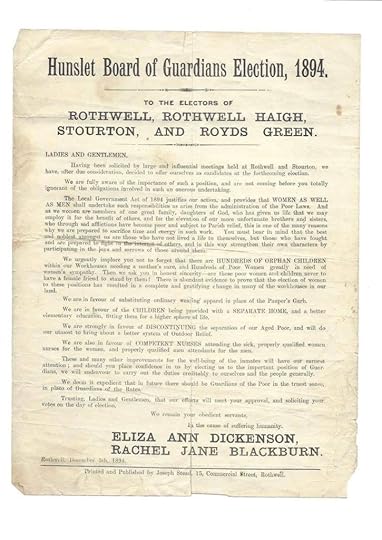 Hunslet Board of Guardians Election, 1894.
TO THE ELECTORS OF
ROTHWELL, ROTHWELL HAIGH,
STOURTON, AND ROYDS GREEN.
LADIES AND GENTLEMEN,
Having been solicited by large and influential meetings held at Rothwell and Stourton, we
have, after due consideration, decided to offer ourselves as candidates at the forthcoming election.
We are fully aware of the importance of such a position, and are not coming before you totally
ignorant of the obligations involved in such an onerous undertaking.
The Local Government Act of 1894 justifies our action, and provides that WOMEN AS WELL
AS MEN shall undertake such responsibilities as arise from the administration of the Poor Laws. And
as we women are members of one great family, daughters of God, who has given us life that we may
employ it for the benefit of others, and for the elevation of our more unfortunate brothers and sisters,
who through sad afflictions have become poor and subject to Parish relief, this is one of the many reasons
why we are prepared to sacrifice time and energy in such work. You must bear in mind that the best
and noblest amongst us are those who have not lived a life in themselves, but those who have fought
and are prepared to fight in the interest of others, and in this way strengthen their own characters by
participating in the joys and sorrows of those around them.
We urgently implore you not to forget that there are HUNDREDS OF ORPHAN CHILDREN
within our Workhouses needing a mother's care, and Hundreds of Poor Women greatly in need of
women's sympathy. Then we ask you in honest sincerity—are those poor women and children never to
have a female friend to stand by them? There is abundant evidence to prove that the election of women
to these positions has resulted in a complete and gratifying change in many of the workhouses in our
land.
We are in favour of substituting ordinary wearing apparel in place of the Pauper's Garb.
We are in favour of the CHILDREN being provided with a SEPARATE HOME, and a better
elementary education, fitting them for a higher sphere of life.
We are strongly in favour of DISCONTINUING the separation of our Aged Poor, and will do
our utmost to bring about a better system of Outdoor Relief.
We are also in favour of COMPETENT NURSES attending the sick, properly qualified women
nurses for the women, and properly qualified men attendants for the men.
These and many other improvements for the well-being of the inmates will have our earnest
attention; and should you place confidence in us by electing us to the important position of Guar-
dians, we will endeavour to carry out the duties creditably to ourselves and the people generally.
We deem it expedient that in future there should be Guardians of the Poor in the truest sense,
in place of Guardians of the Rates.
Trusting, Ladies and Gentlemen, that our efforts will meet your approval, and soliciting your
votes on the day of election.
We remain your obedient servants,
In the cause of suffering humanity.
ELIZA ANN DICKENSON,
RACHEL JANE BLACKBURN.
Rothwell, December 5th, 1894.
Printed and Published by Joseph Stead, 15, Commercial Street, Rothwell.